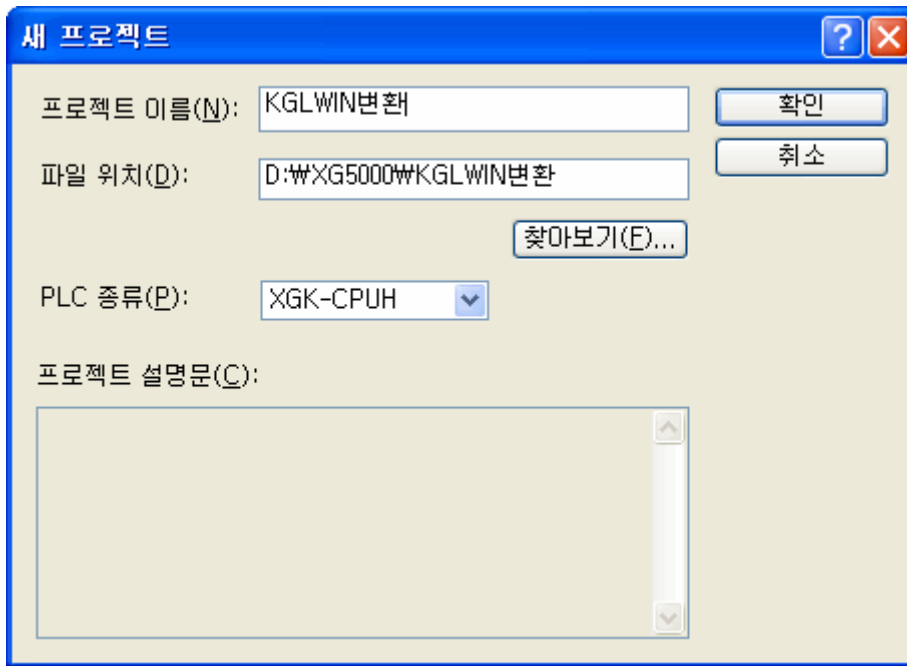 새 프로젝트
프로젝트 이름(N): KGLWIN변환 확인
취소
파일 위치(D): D:₩XG5000₩KGLWIN변환
찾아보기(F)...
PLC 종류(P): XGK-CPUH
프로젝트 설명문(C):